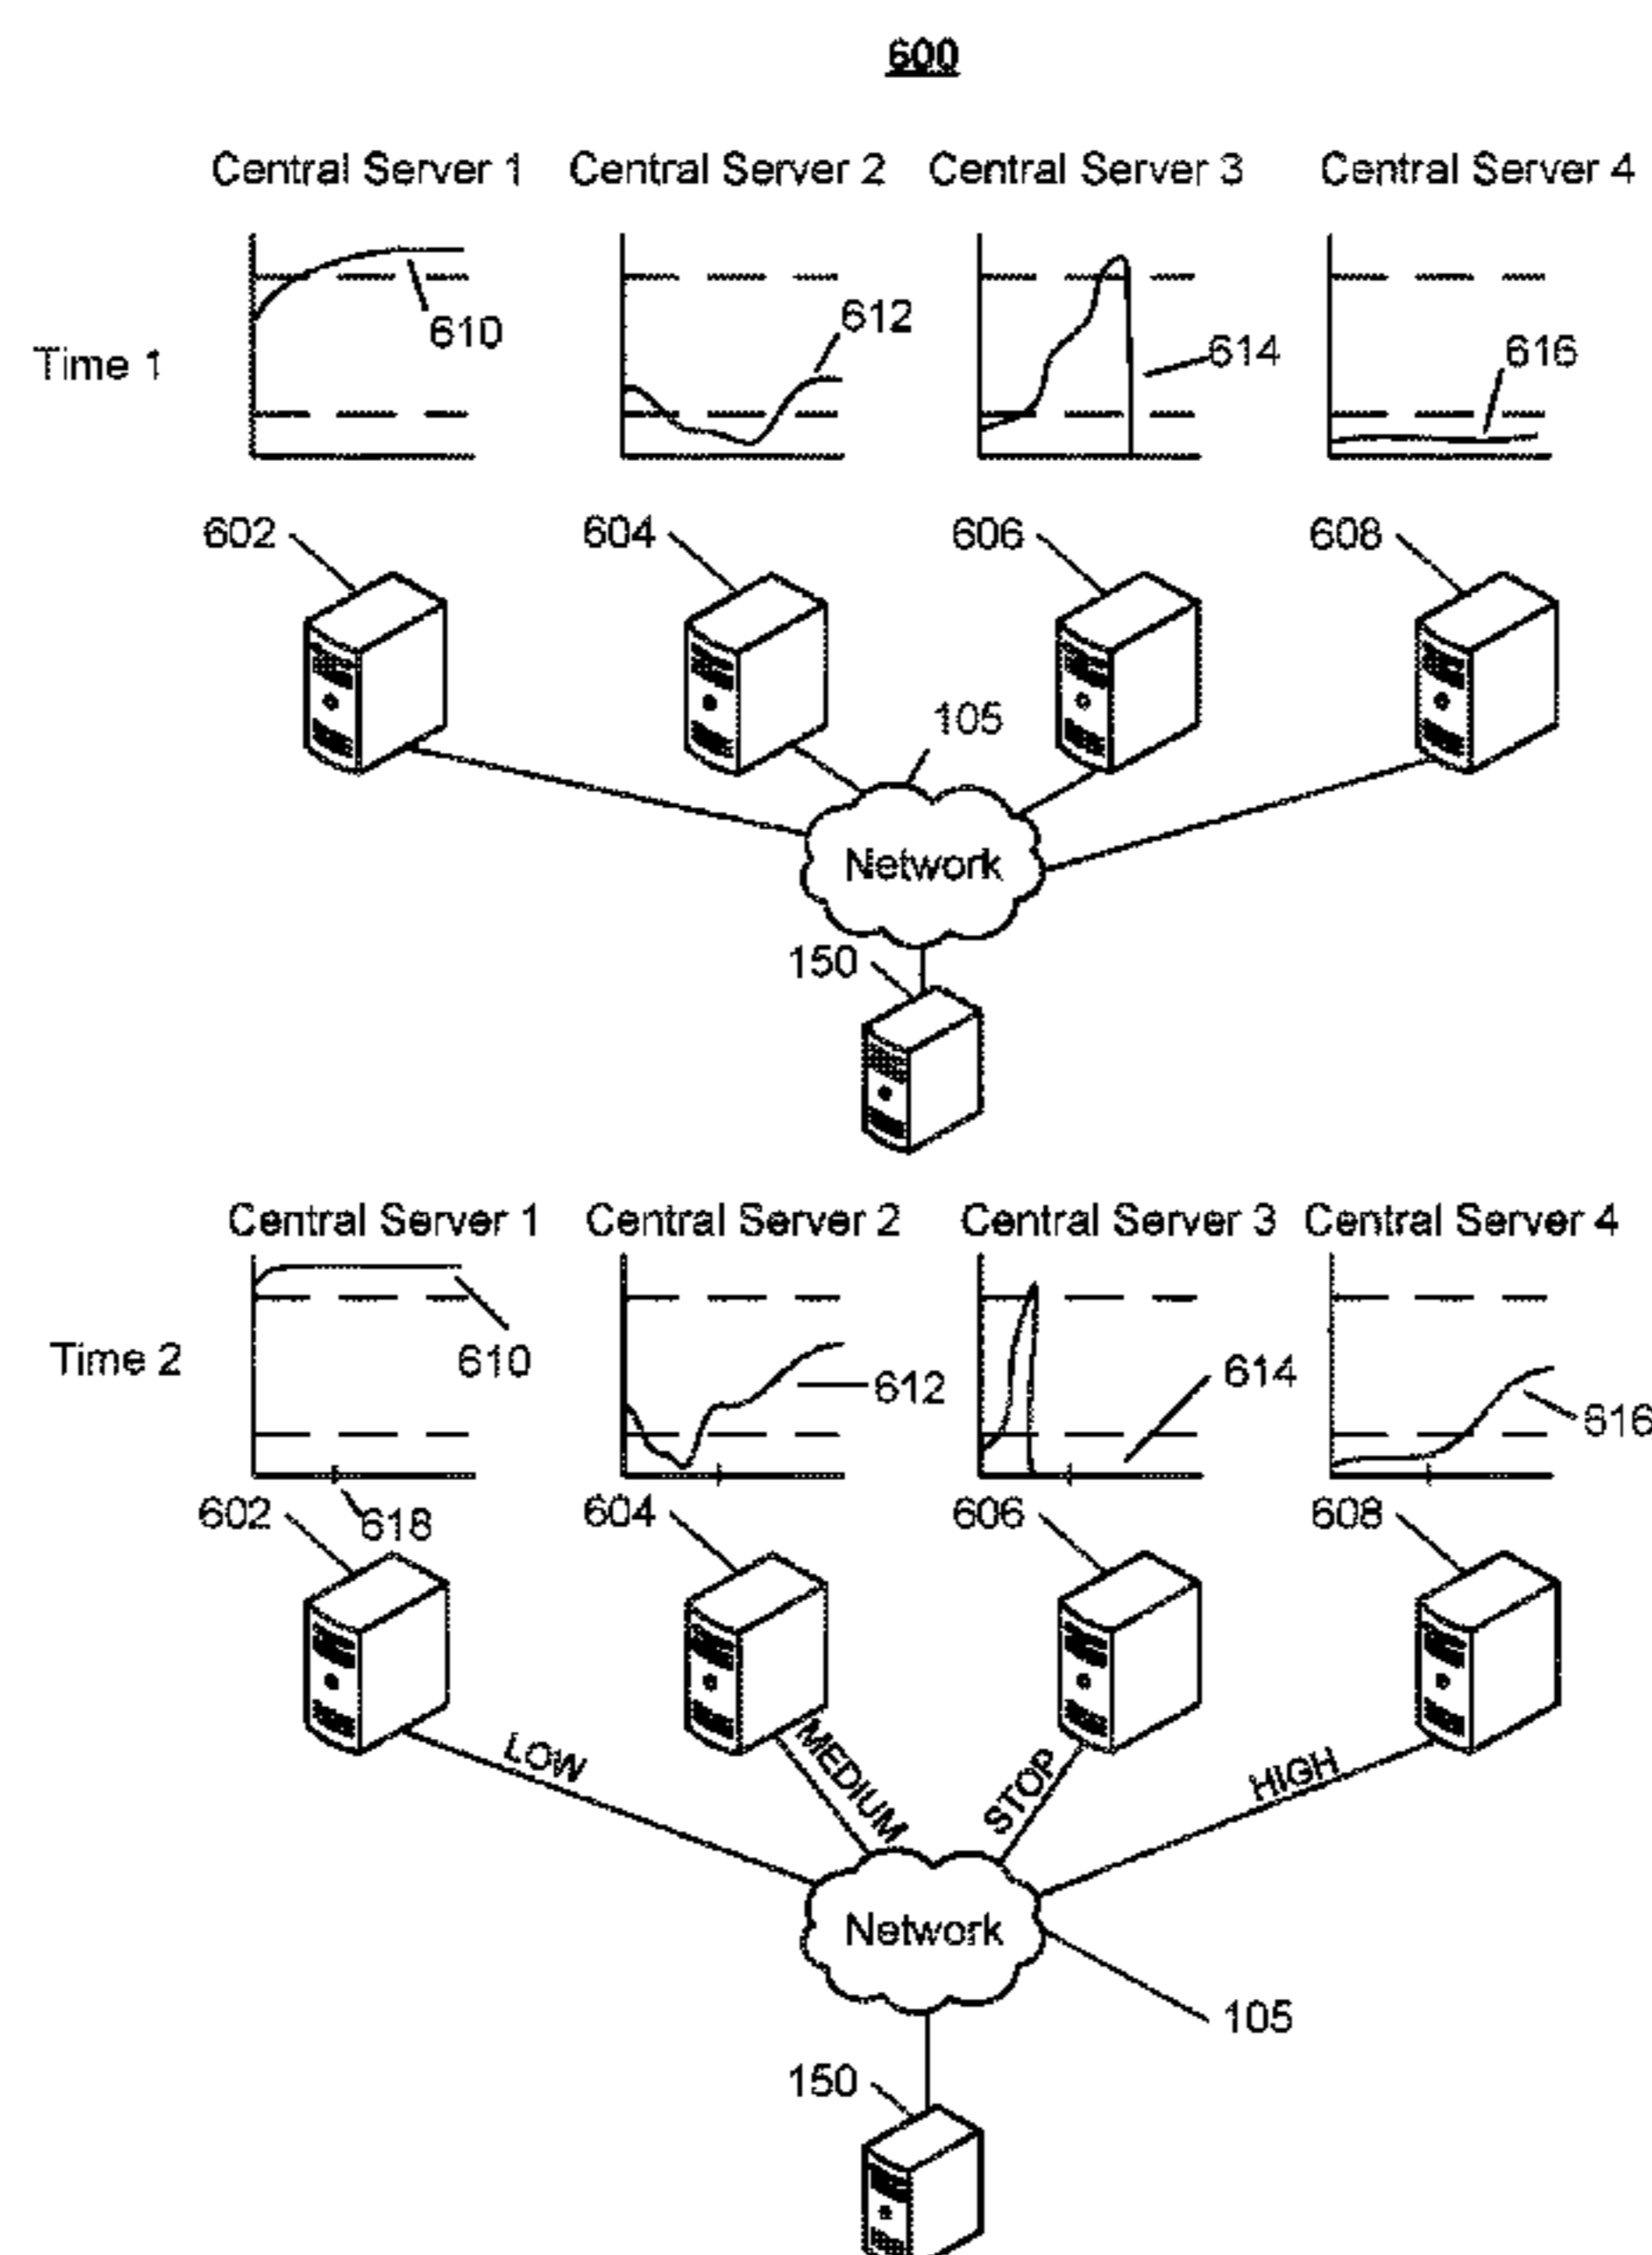 600
Central Server 1 Central Server 2 Central Server 3 Central Server 4
610
612
614
616
Time 1
602 604 606 608
105
Network
150
Central Server 1 Central Server 2 Central Server 3 Central Server 4
Time 2
610
612
614
616
602 618 604 606 608
LOW
MEDIUM
STOP
HIGH
Network
105
150